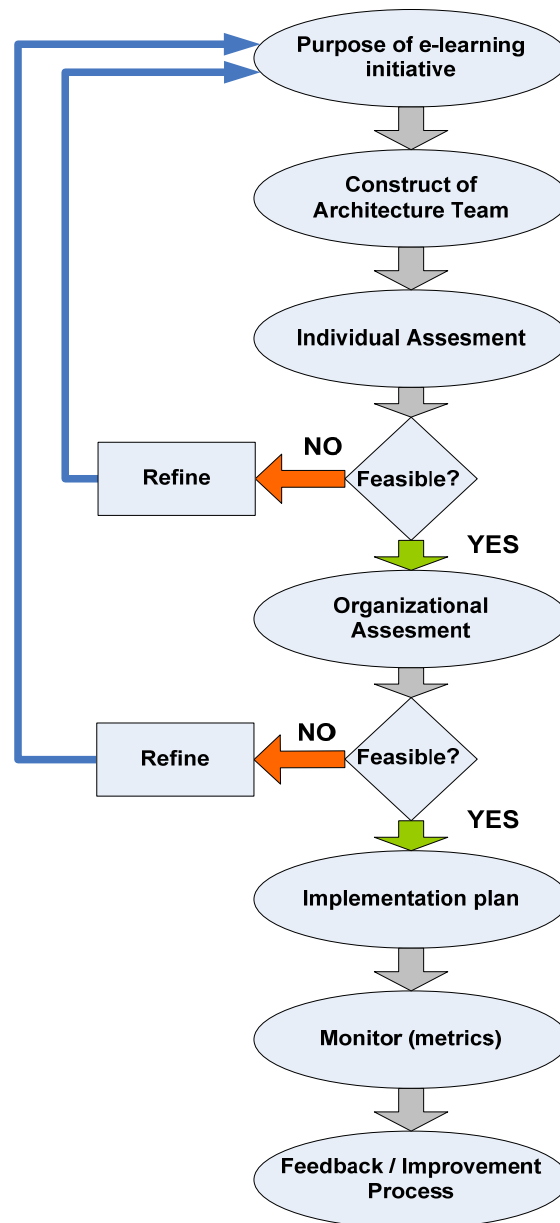 Purpose of e-learning
initiative
Construct of
Architecture Team
Individual Assesment
NO
Refine
Feasible?
YES
Organizational
Assesment
NO
Refine
Feasible?
YES
Implementation plan
Monitor (metrics)
Feedback / Improvement
Process